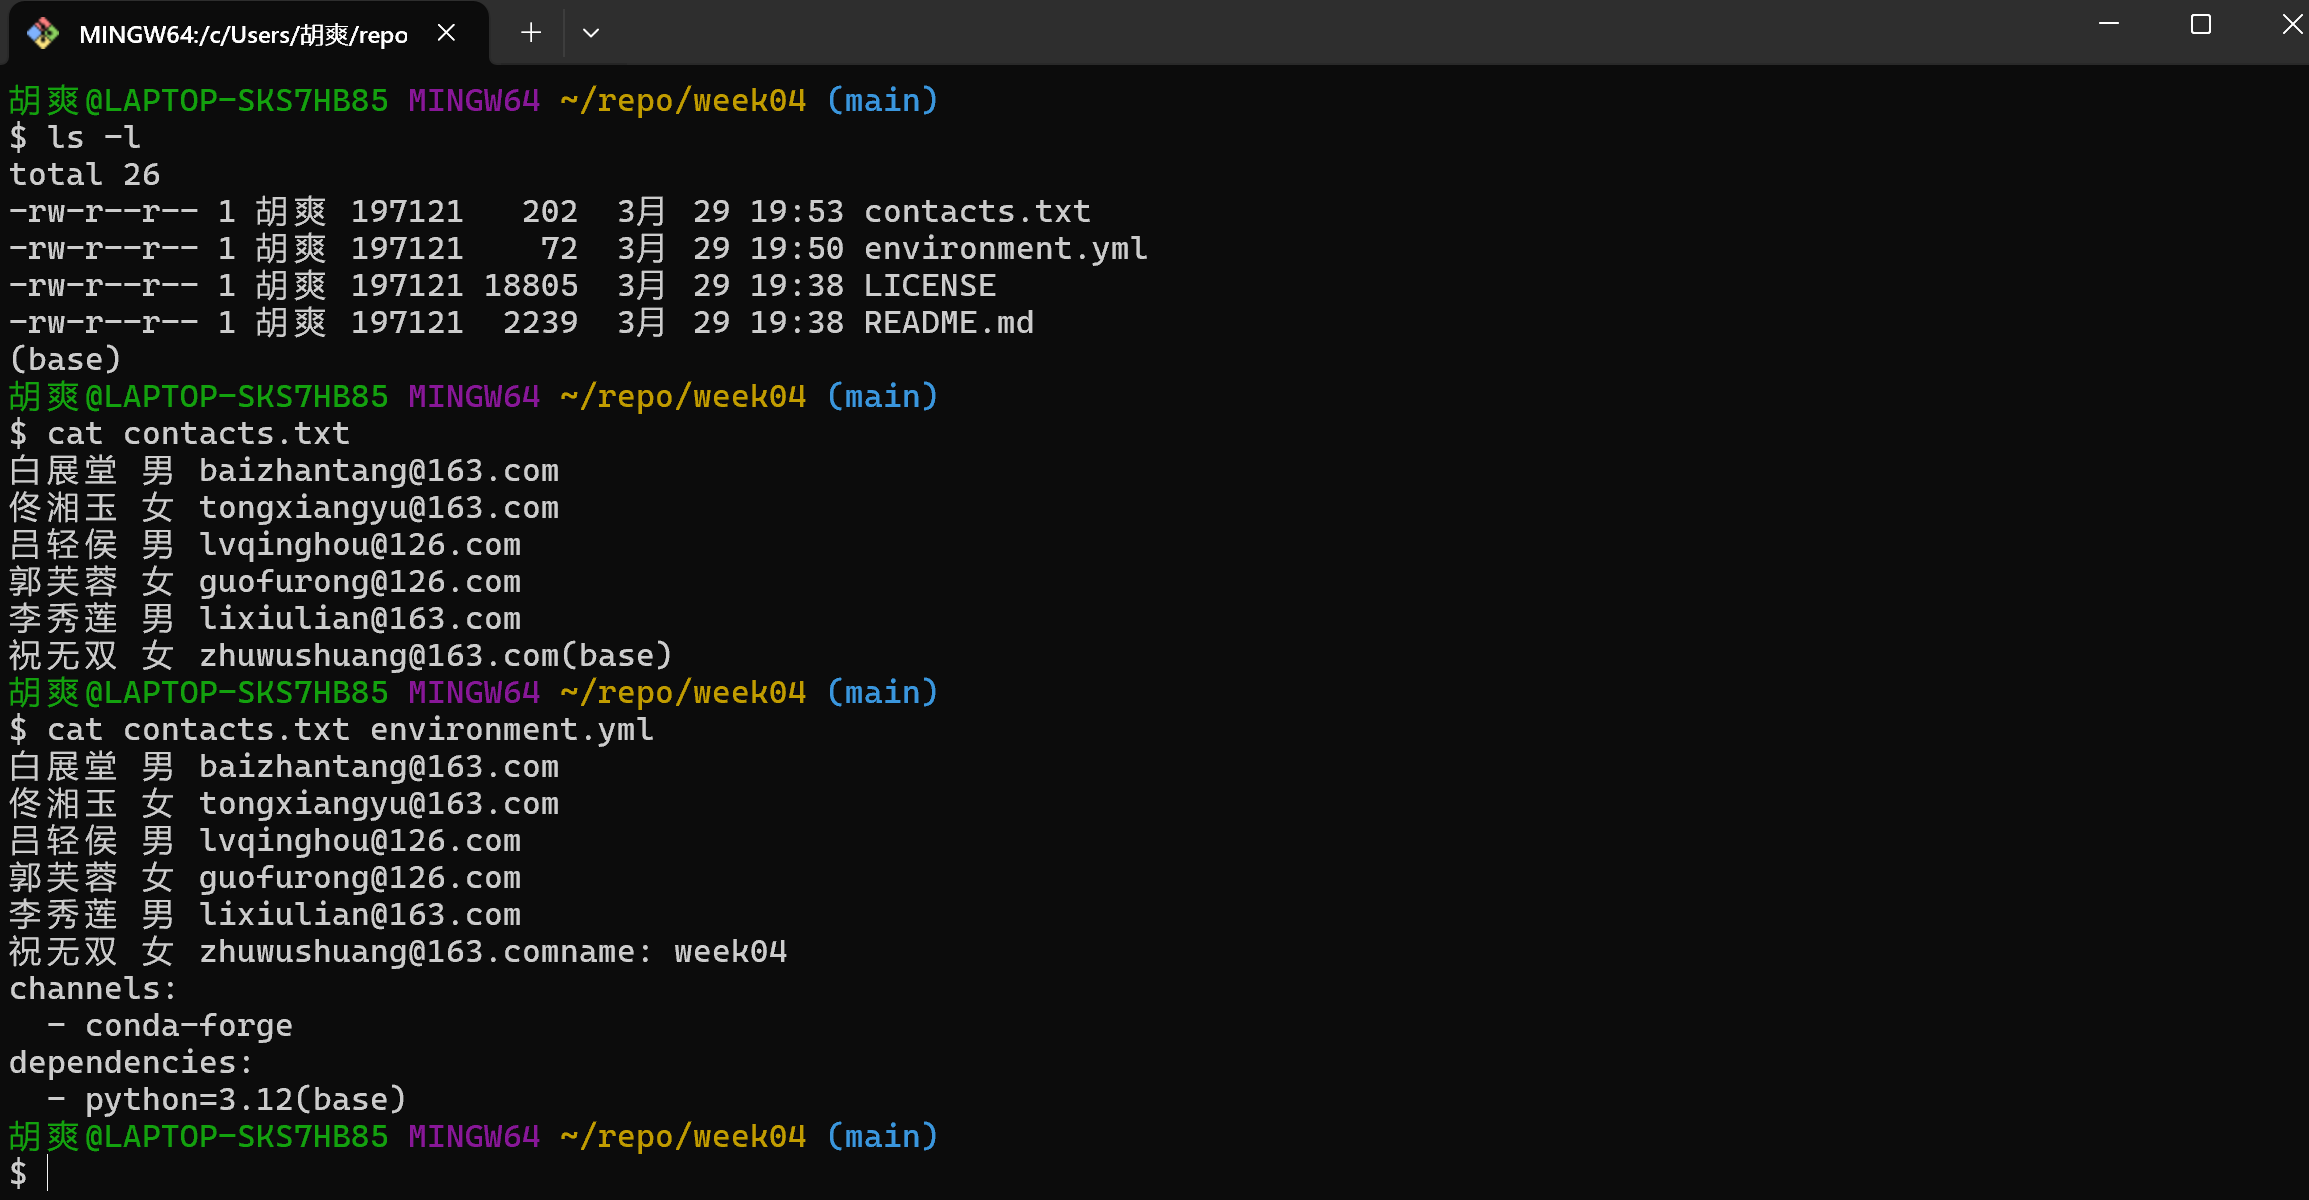 MINGW64:/c/Users/胡爽/repo
胡爽@LAPTOP-SKS7HB85 MINGW64 ~/repo/week04 (main)
$ ls -l
total 26
-rw-r--r-- 1 胡爽 197121   202  3月 29 19:53 contacts.txt
-rw-r--r-- 1 胡爽 197121    72  3月 29 19:50 environment.yml
-rw-r--r-- 1 胡爽 197121 18805  3月 29 19:38 LICENSE
-rw-r--r-- 1 胡爽 197121  2239  3月 29 19:38 README.md
(base)
胡爽@LAPTOP-SKS7HB85 MINGW64 ~/repo/week04 (main)
$ cat contacts.txt
白展堂 男 baizhantang@163.com
佟湘玉 女 tongxiangyu@163.com
吕轻侯 男 lvqinghou@126.com
郭芙蓉 女 guofurong@126.com
李秀莲 男 lixiulian@163.com
祝无双 女 zhuwushuang@163.com(base)
胡爽@LAPTOP-SKS7HB85 MINGW64 ~/repo/week04 (main)
$ cat contacts.txt environment.yml
白展堂 男 baizhantang@163.com
佟湘玉 女 tongxiangyu@163.com
吕轻侯 男 lvqinghou@126.com
郭芙蓉 女 guofurong@126.com
李秀莲 男 lixiulian@163.com
祝无双 女 zhuwushuang@163.comname: week04
channels:
  - conda-forge
dependencies:
  - python=3.12(base)
胡爽@LAPTOP-SKS7HB85 MINGW64 ~/repo/week04 (main)
$